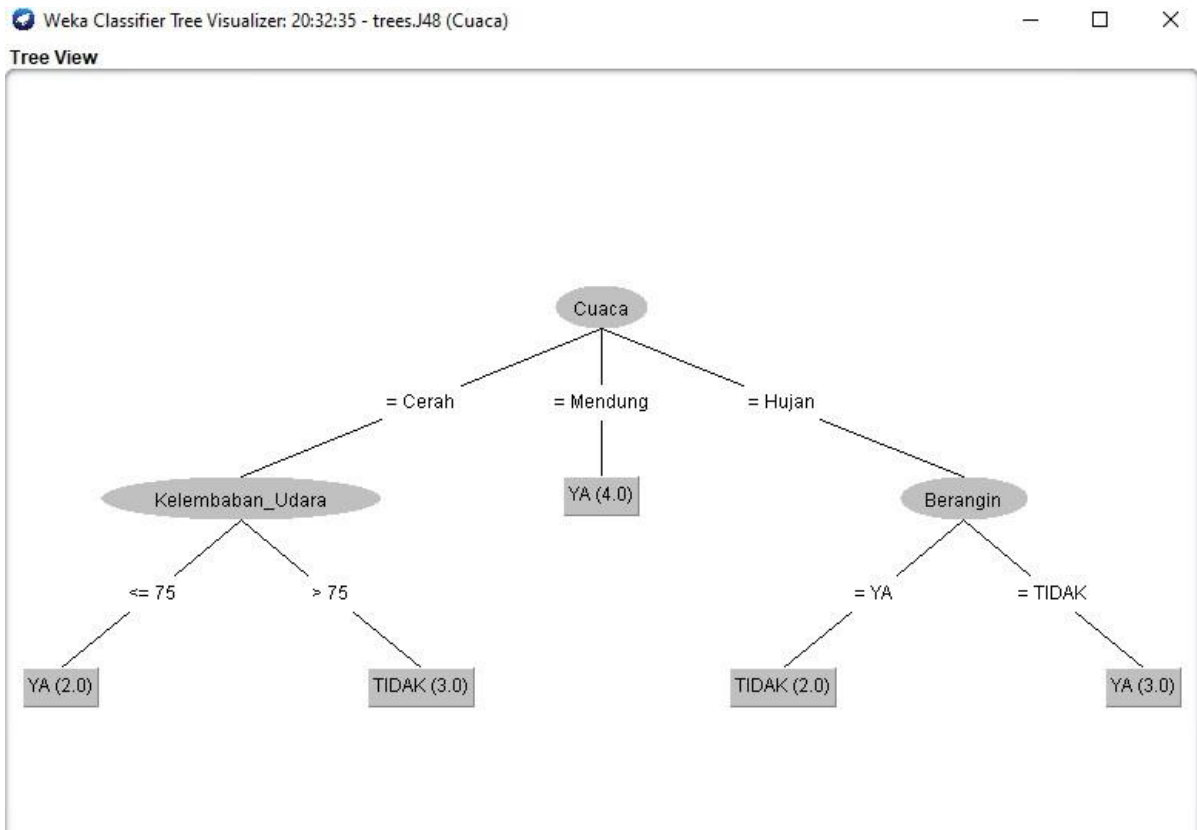 Weka Classifier Tree Visualizer: 20:32:35 - trees.J48 (Cuaca)
Tree View
Cuaca
= Cerah
= Mendung
= Hujan
Kelembaban_Udara
YA (4.0)
Berangin
<= 75
> 75
= YA
= TIDAK
YA (2.0)
TIDAK (3.0)
TIDAK (2.0)
YA (3.0)